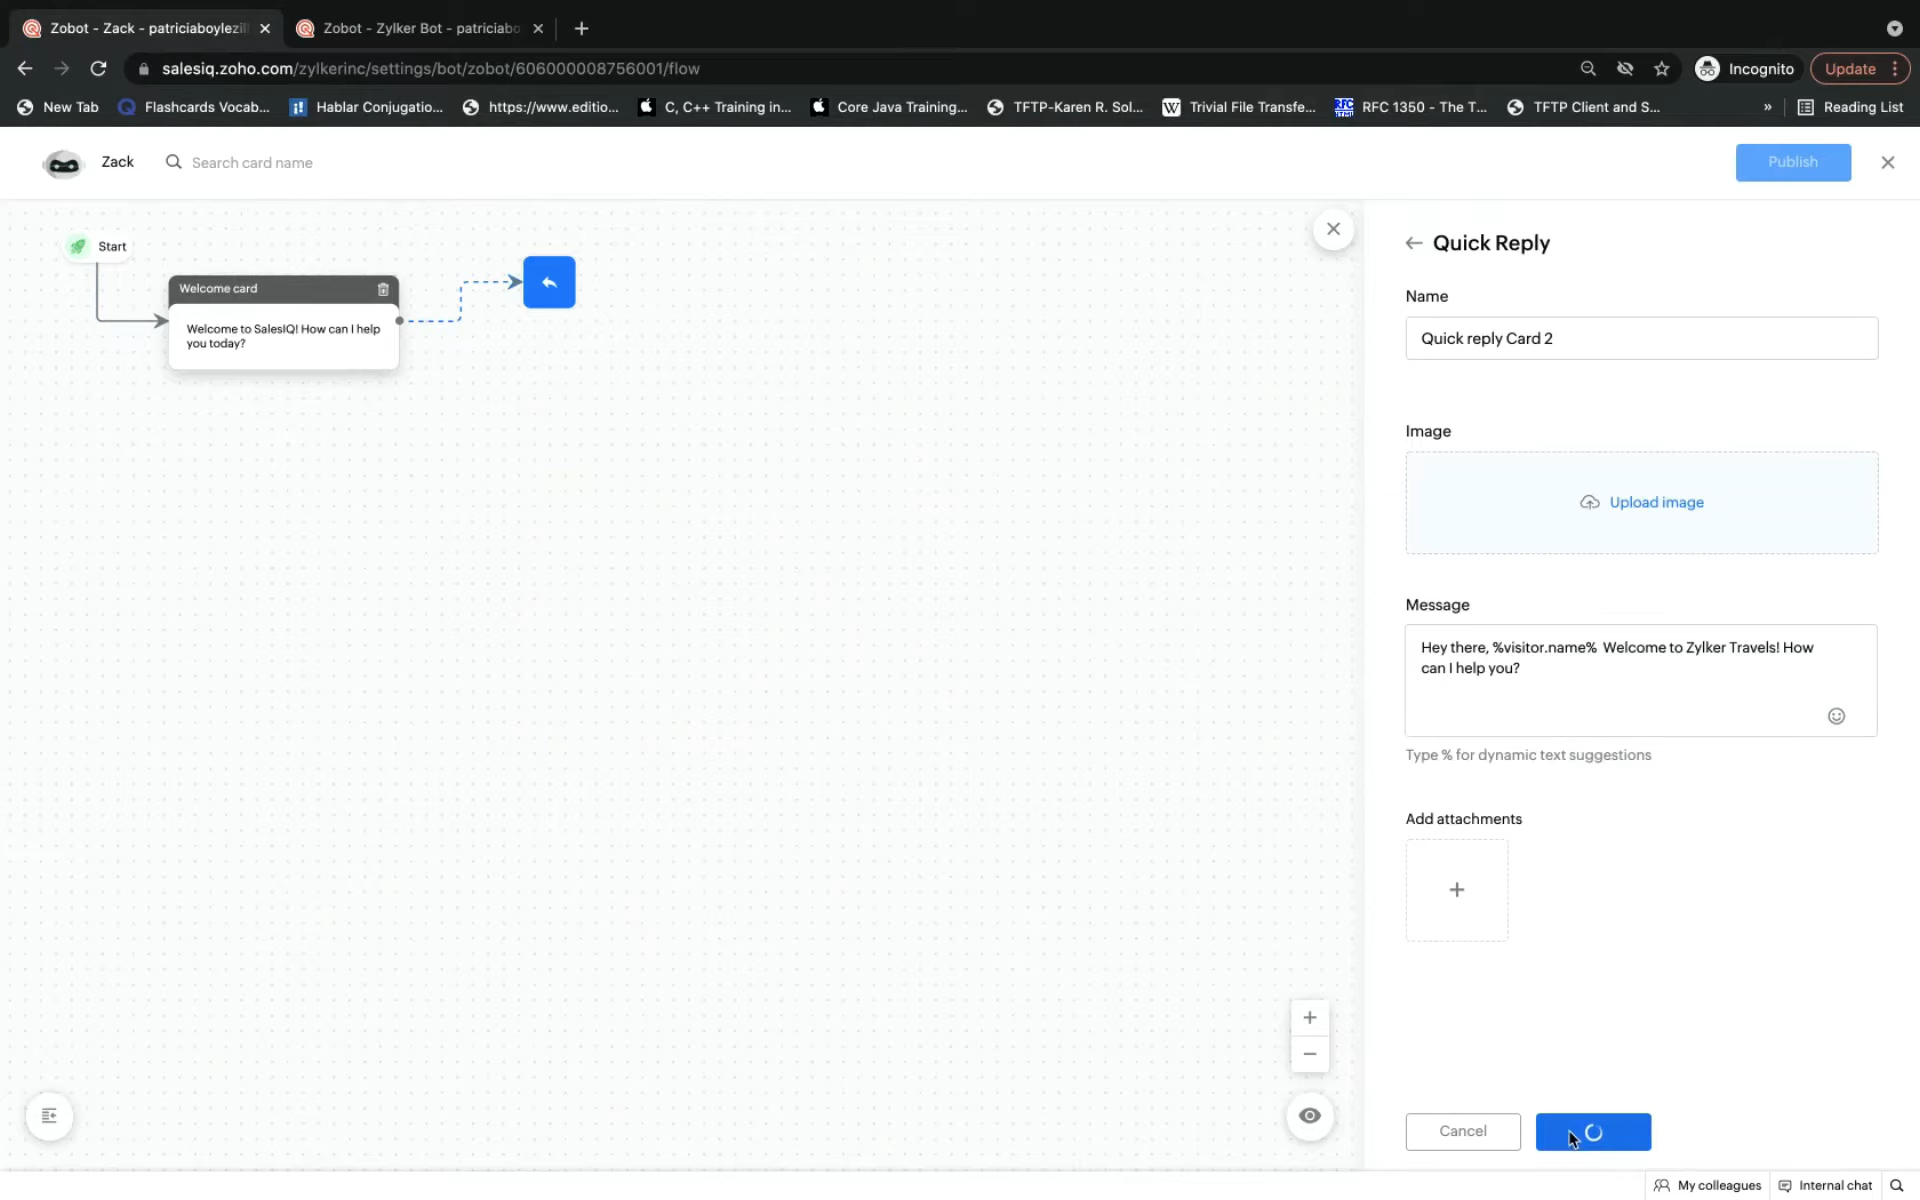 Zobot - Zack - patriciaboylezill
Zobot - Zylker Bot - patriciabo
salesiq.zoho.com/zylkerinc/settings/bot/zobot/606000008756001/flow
Incognito
Update
New Tab
Flashcards Vocab...
Hablar Conjugatio...
https://www.editio...
C, C++ Training in...
Core Java Training...
TFTP-Karen R. Sol...
Trivial File Transfe...
RFC 1350 - The T...
TFTP Client and S...
»
Reading List
Zack
Search card name
Publish
Start
Welcome card
Welcome to SalesIQ! How can I help
you today?
Quick Reply
Name
Quick reply Card 2
Image
Upload image
Message
Hey there, %visitor.name% Welcome to Zylker Travels! How
can I help you?
Type % for dynamic text suggestions
Add attachments
Cancel
My colleagues
Internal chat